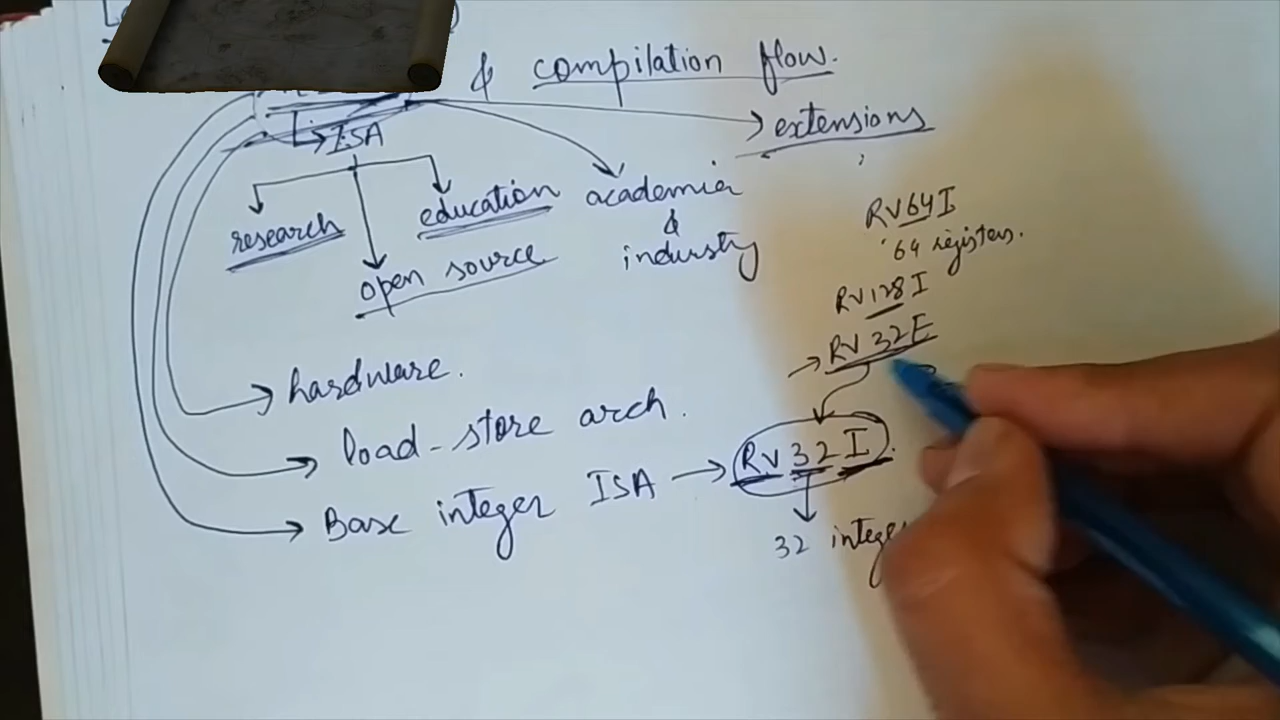 & compilation flow.
extensions
ISA
research
education
open source
academia
&
industry
RV64I
64 registers.
RV128I
RV32E
hardware.
load-store arch.
Base integer ISA
RV32I
32